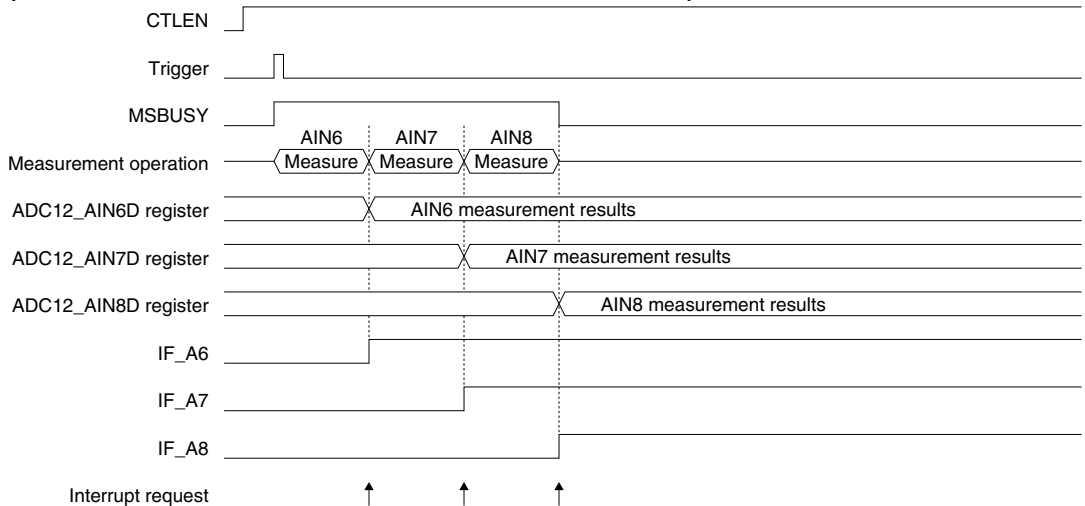 CTLEN
Trigger
MSBUSY
AIN6 AIN7 AIN8
Measurement operation Measure Measure Measure
ADC12_AIN6D register AIN6 measurement results
ADC12_AIN7D register AIN7 measurement results
ADC12_AIN8D register AIN8 measurement results
IF_A6
IF_A7
IF_A8
Interrupt request